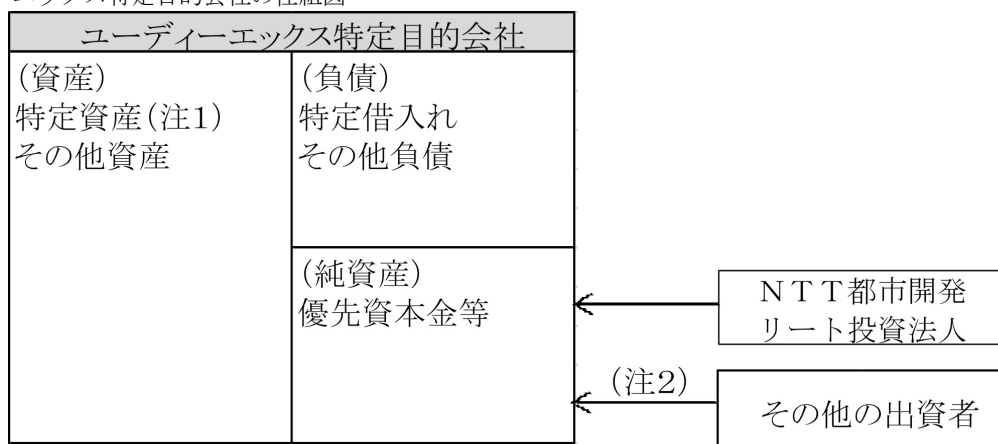 ユーディーエックス特定目的会社
(資産)
特定資産(注1)
その他資産
(負債)
特定借入れ
その他負債
(純資産)
優先資本金等
NTT都市開発
リート投資法人
(注2)
その他の出資者